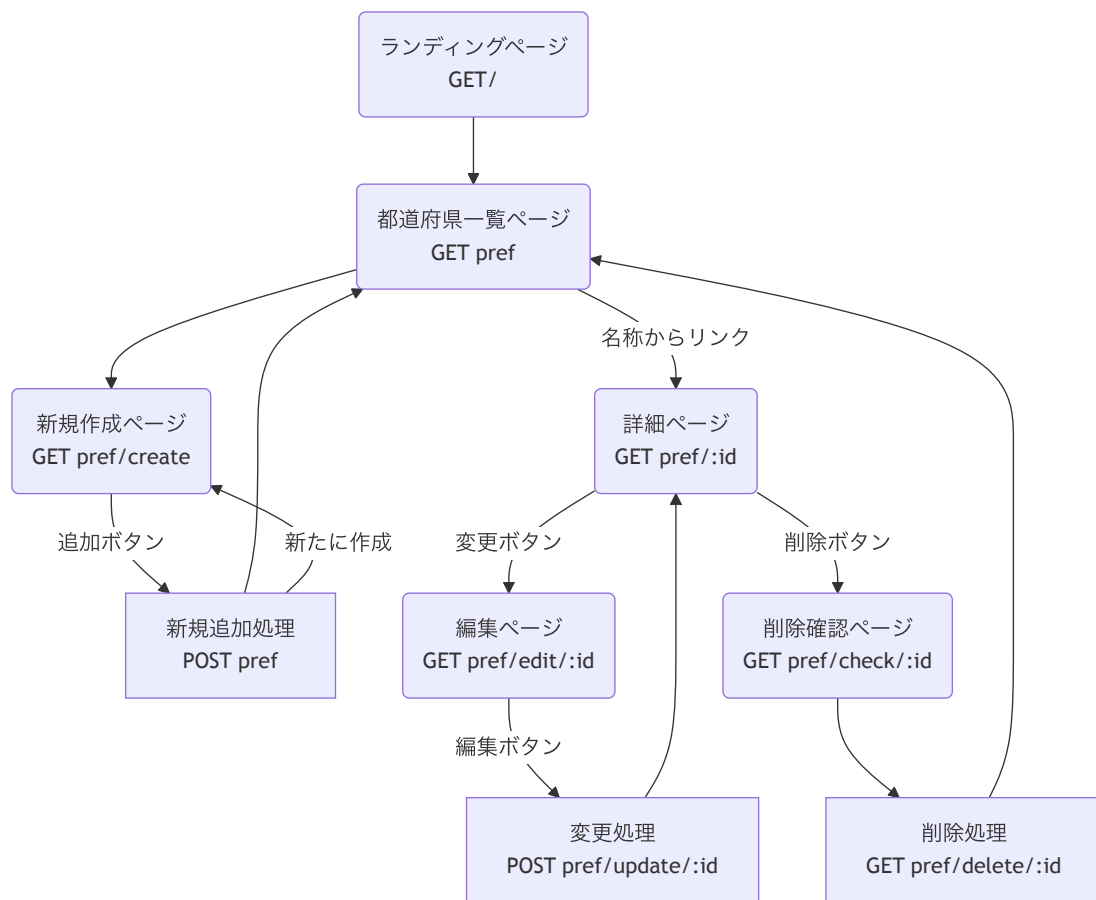 ランディングページ
GET/
都道府県一覧ページ
GET pref
名称からリンク
新規作成ページ
GET pref/create
詳細ページ
GET pref/:id
追加ボタン
新たに作成
変更ボタン
削除ボタン
新規追加処理
POST pref
編集ページ
GET pref/edit/:id
削除確認ページ
GET pref/check/:id
編集ボタン
変更処理
POST pref/update/:id
削除処理
GET pref/delete/:id